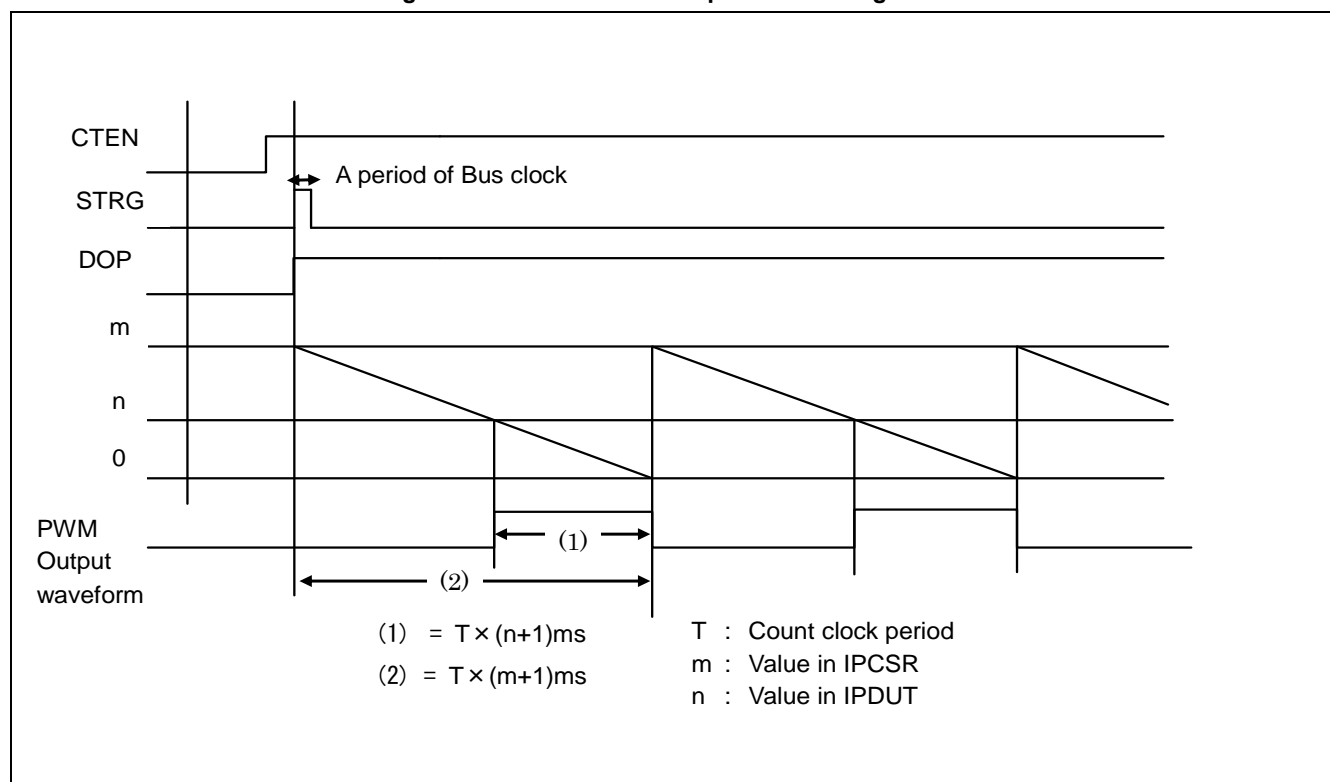 CTEN
A period of Bus clock
STRG
DOP
m
n
0
PWM
Output
waveform
(1)
(2)
(1) = T×(n+1)ms
(2) = T×(m+1)ms
T : Count clock period
m : Value in IPCSR
n : Value in IPDUT